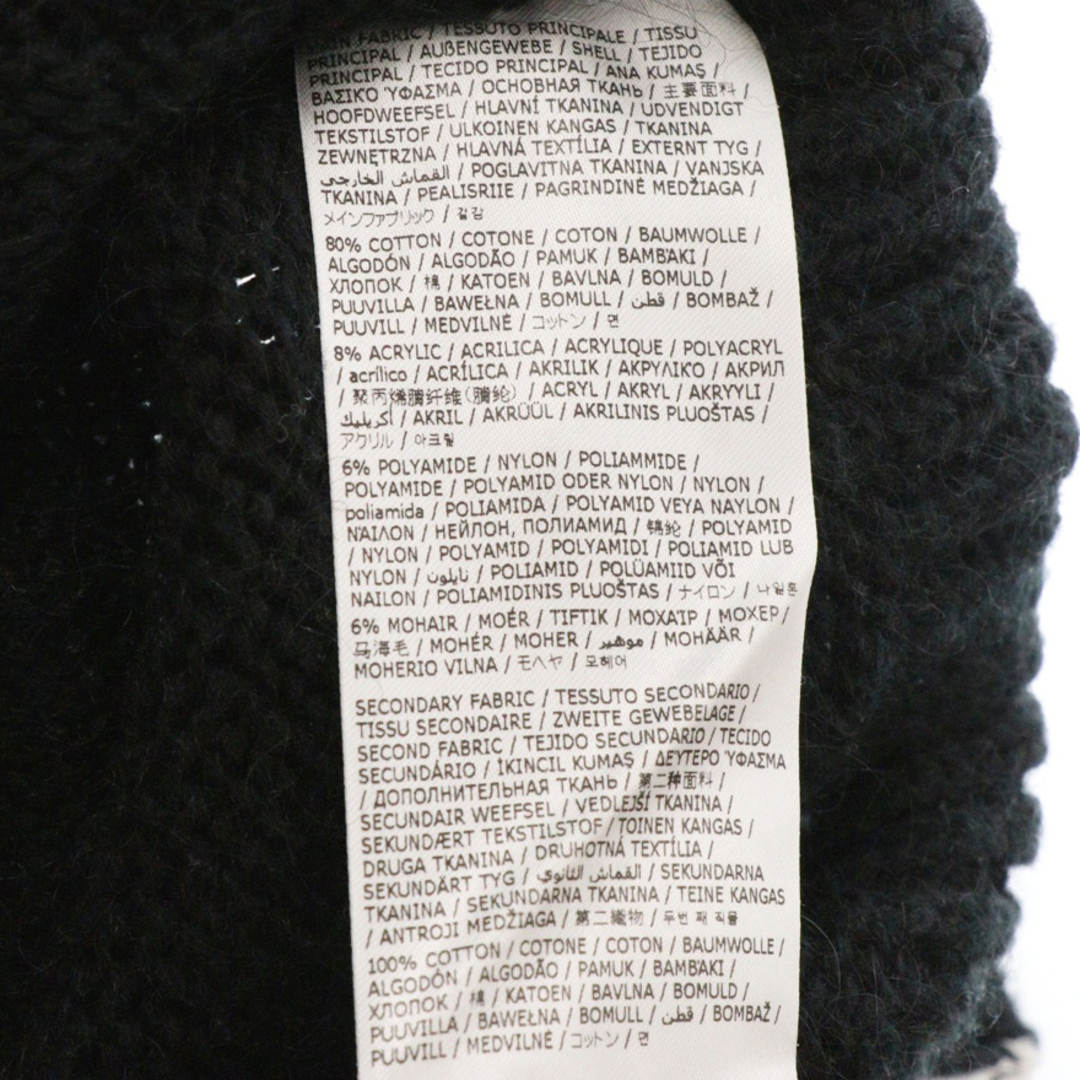 MAIN FABRIC / TESSUTO PRINCIPALE / TISSU
PRINCIPAL / AUßENGEWEBE / SHELL / TEJIDO
PRINCIPAL / TECIDO PRINCIPAL / ANA KUMAŞ /
ΒΑΣΙΚΟ ΎΦΑΣΜΑ / ОСНОВНАЯ ТКАНЬ / 主要面料 /
HOOFDWEEFSEL / HLAVNÍ TKANINA / UDVENDIGT
TEKSTILSTOF / ULKOINEN KANGAS / TKANINA
ZEWNĘTRZNA / HLAVNÁ TEXTÍLIA / EXTERNT TYG /
القماش الخارجي / POGLAVITNA TKANINA / VANJSKA
TKANINA / PEALISRIIE / PAGRINDINĖ MEDŽIAGA /
メインファブリック / 겉감
80% COTTON / COTONE / COTON / BAUMWOLLE /
ALGODÓN / ALGODÃO / PAMUK / ΒΑΜΒΆΚΙ /
ХЛОПОК / 棉 / KATOEN / BAVLNA / BOMULD /
PUUVILLA / BAWEŁNA / BOMULL / قطن / BOMBAŽ /
PUUVILL / MEDVILNĖ / コットン / 면
8% ACRYLIC / ACRILICA / ACRYLIQUE / POLYACRYL
/ acrílico / ACRÍLICA / AKRILIK / ΑΚΡΥΛΙΚΌ / АКРИЛ
/ 聚丙烯腈纤维(腈纶) / ACRYL / AKRYL / AKRYYLI /
أكريليك / AKRIL / AKRÜÜL / AKRILINIS PLUOŠTAS /
アクリル / 아크릴
6% POLYAMIDE / NYLON / POLIAMMIDE /
POLYAMIDE / POLYAMID ODER NYLON / NYLON /
poliamida / POLIAMIDA / POLYAMID VEYA NAYLON /
ΝΆΙΛΟΝ / НЕЙЛОН, ПОЛИАМИД / 锦纶 / POLYAMID
/ NYLON / POLYAMID / POLYAMIDI / POLIAMID LUB
NYLON / نايلون / POLIAMID / POLÜAMIID VÕI
NAILON / POLIAMIDINIS PLUOŠTAS / ナイロン / 나일론
6% MOHAIR / MOÉR / TIFTIK / ΜΟΧΑΪΡ / МОХЕР /
马海毛 / MOHÉR / MOHER / موهير / MOHÄÄR /
MOHERIO VILNA / モヘヤ / 모헤어
SECONDARY FABRIC / TESSUTO SECONDARIO /
TISSU SECONDAIRE / ZWEITE GEWEBELAGE /
SECOND FABRIC / TEJIDO SECUNDARIO / TECIDO
SECUNDÁRIO / İKINCIL KUMAŞ / ΔΕΥΤΕΡΟ ΎΦΑΣΜΑ
/ ДОПОЛНИТЕЛЬНАЯ ТКАНЬ / 第二种面料 /
SECUNDAIR WEEFSEL / VEDLEJŠÍ TKANINA /
SEKUNDÆRT TEKSTILSTOF / TOINEN KANGAS /
DRUGA TKANINA / DRUHOTNÁ TEXTÍLIA /
SEKUNDÄRT TYG / القماش الثانوي / SEKUNDARNA
TKANINA / SEKUNDARNA TKANINA / TEINE KANGAS
/ ANTROJI MEDŽIAGA / 第二織物 / 두번 째 직물
100% COTTON / COTONE / COTON / BAUMWOLLE /
ALGODÓN / ALGODÃO / PAMUK / ΒΑΜΒΆΚΙ /
ХЛОПОК / 棉 / KATOEN / BAVLNA / BOMULD /
PUUVILLA / BAWEŁNA / BOMULL / قطن / BOMBAŽ /
PUUVILL / MEDVILNĖ / コットン / 면